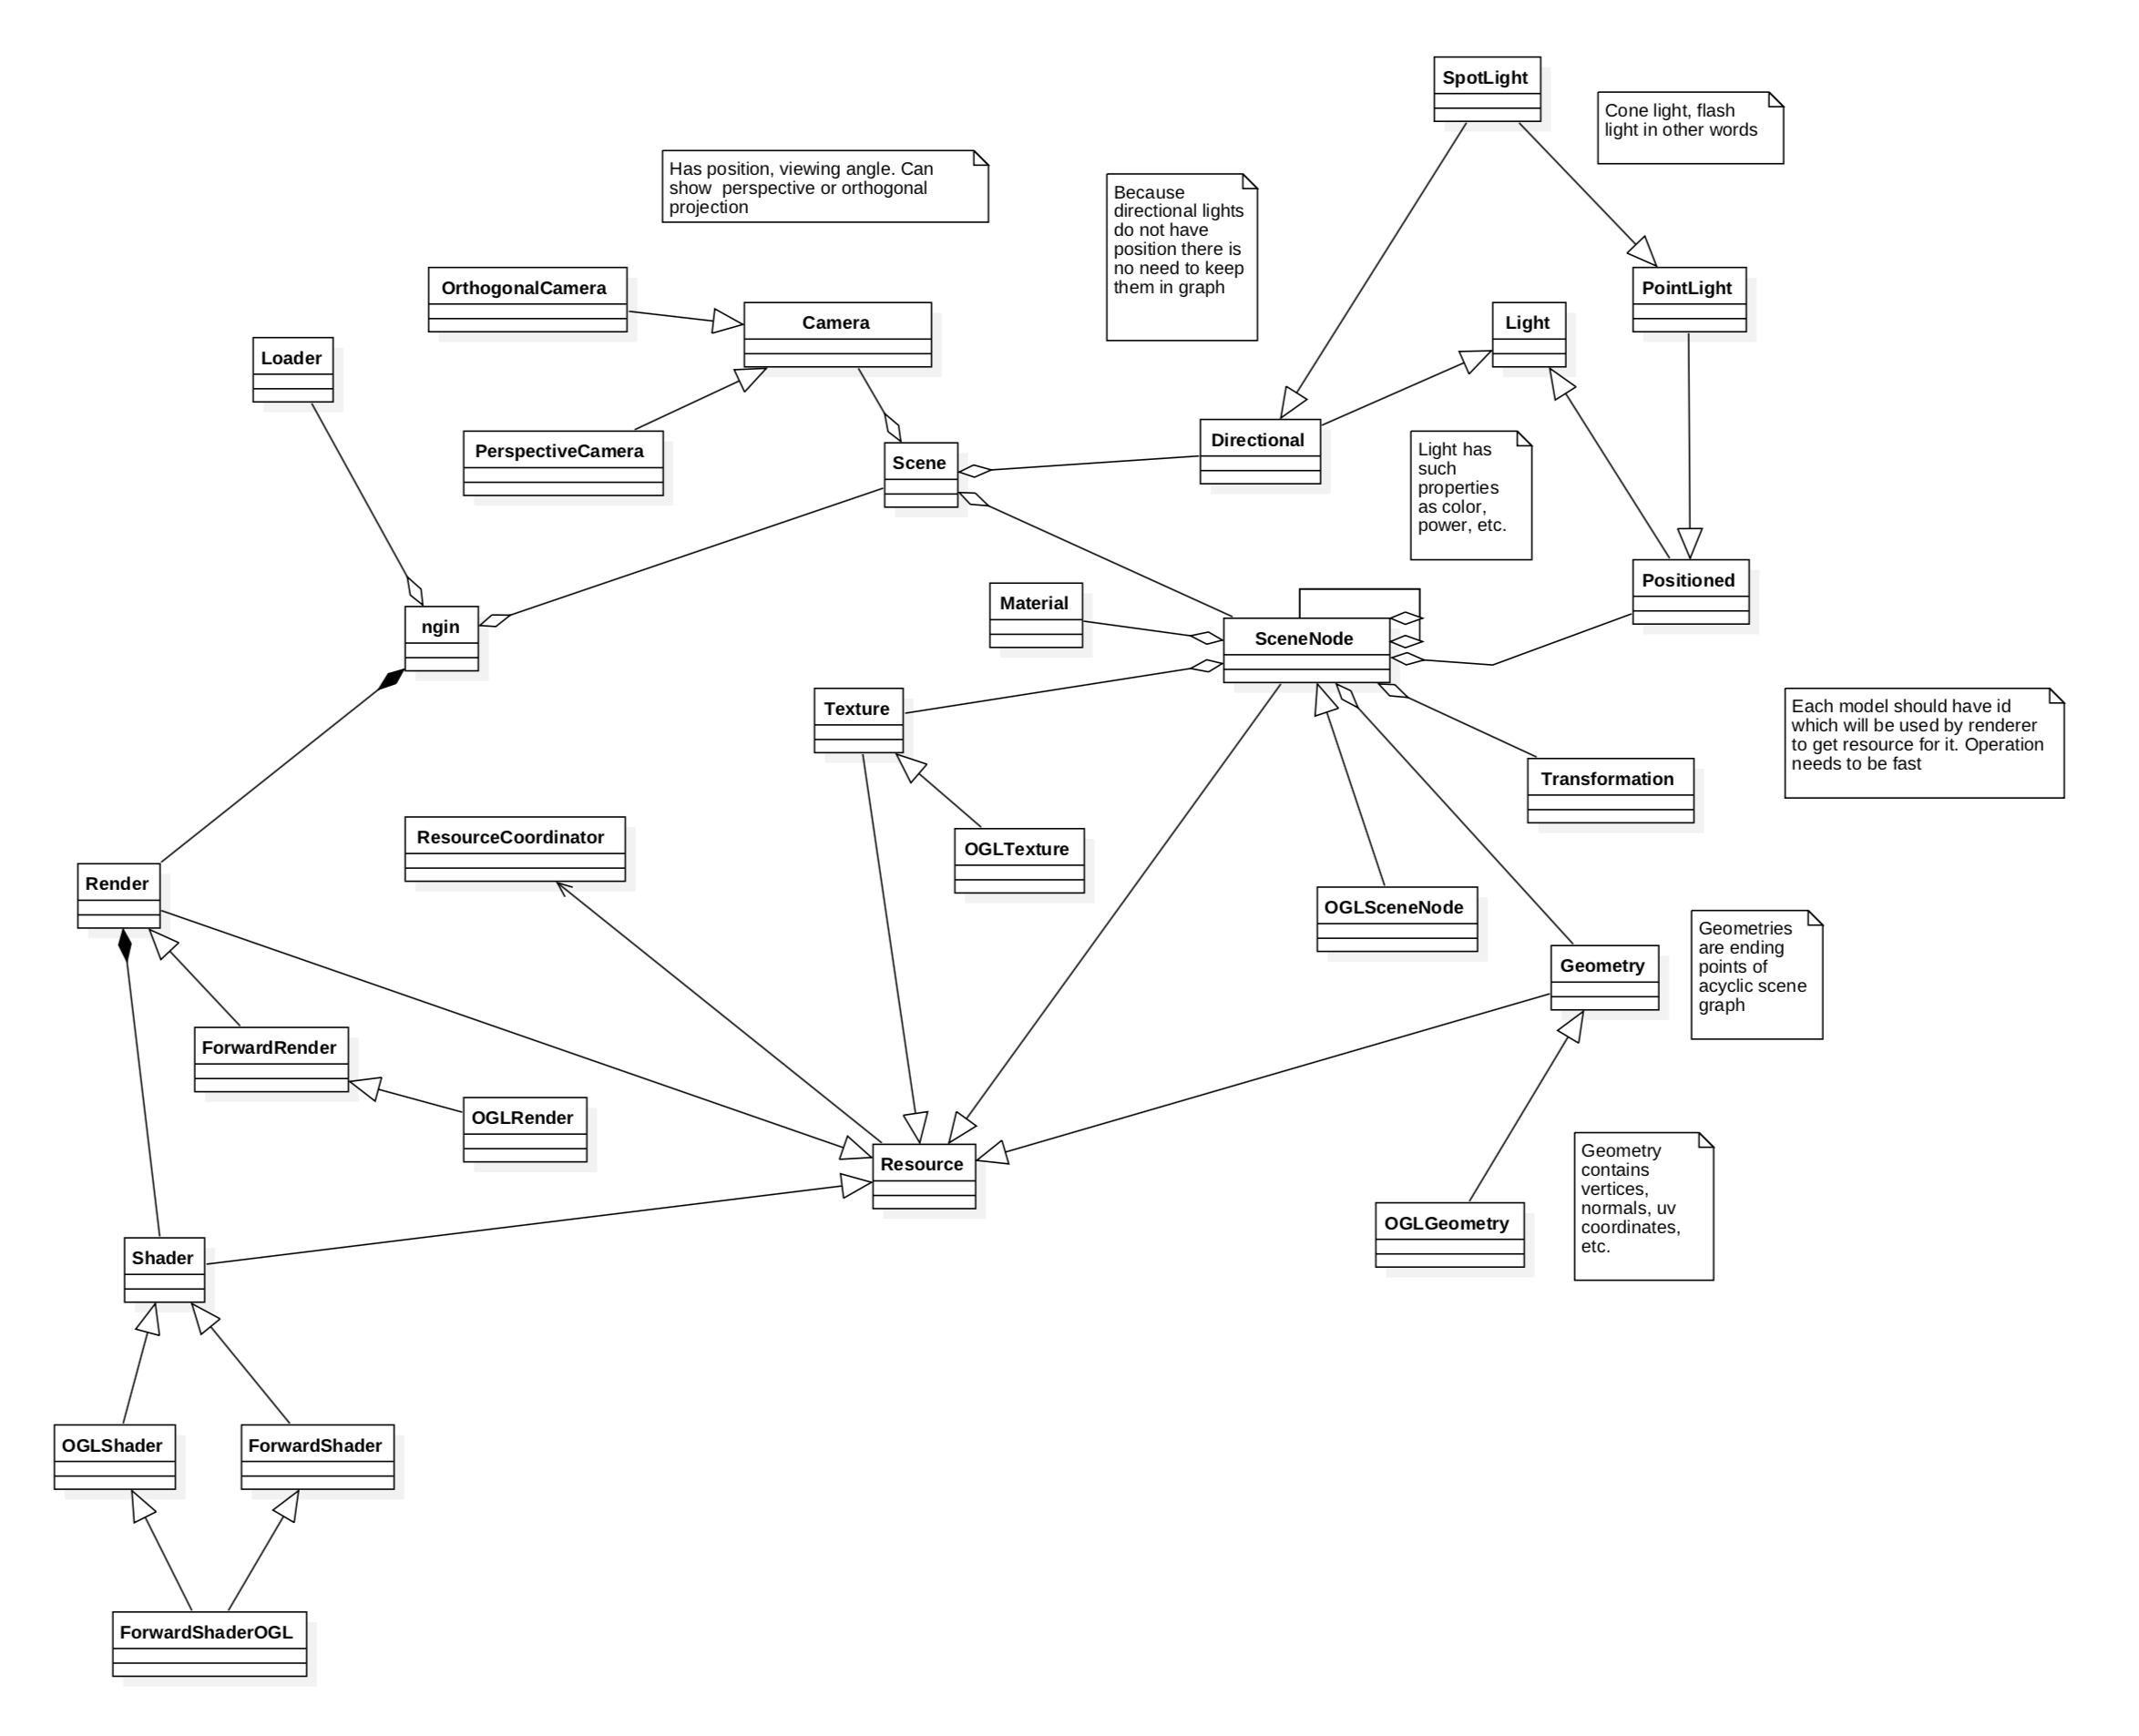 SpotLight
Cone light, flash
light in other words
Has position, viewing angle. Can
show  perspective or orthogonal
projection
Because
directional lights
do not have
position there is
no need to keep
them in graph
OrthogonalCamera
Camera
Light
PointLight
Loader
PerspectiveCamera
Scene
Directional
Light has
such
properties
as color,
power, etc.
ngin
Material
SceneNode
Positioned
Texture
Each model should have id
which will be used by renderer
to get resource for it. Operation
needs to be fast
Transformation
ResourceCoordinator
OGLTexture
Render
OGLSceneNode
Geometries
are ending
points of
acyclic scene
graph
Geometry
ForwardRender
OGLRender
Resource
Geometry
contains
vertices,
normals, uv
coordinates,
etc.
OGLGeometry
Shader
OGLShader
ForwardShader
ForwardShaderOGL